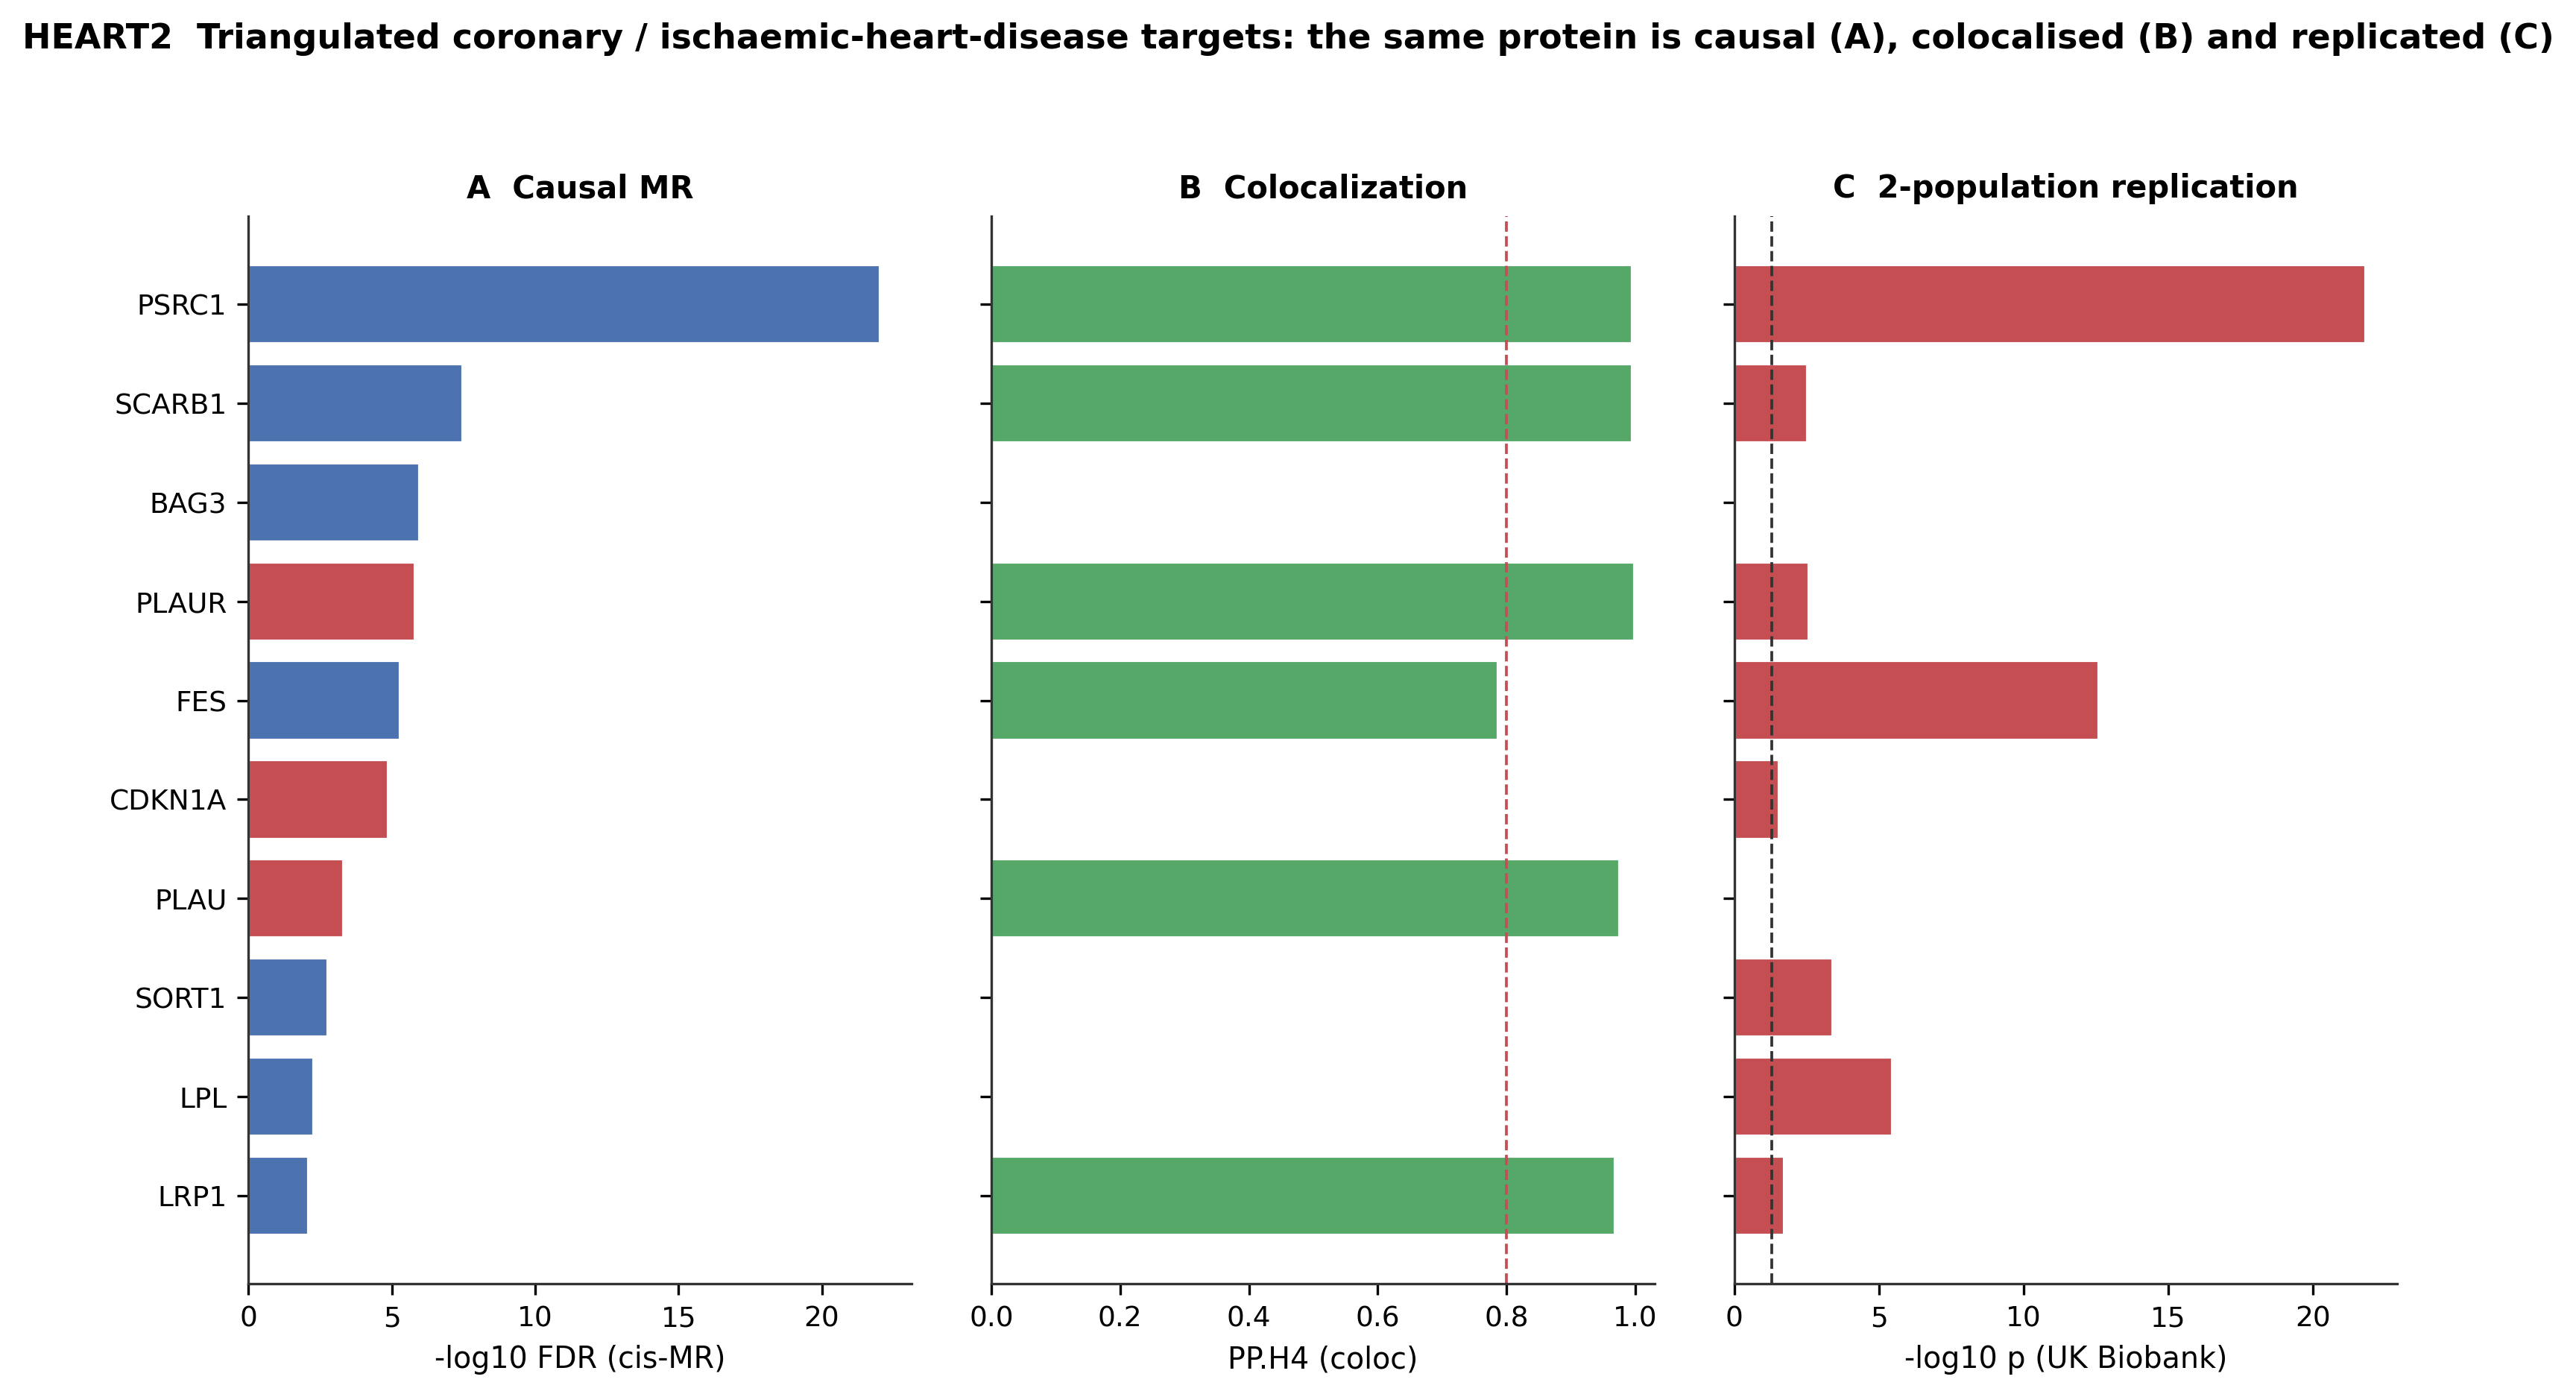 HEART2  Triangulated coronary / ischaemic-heart-disease targets: the same protein is causal (A), colocalised (B) and replicated (C)
A  Causal MR
PSRC1
SCARB1
BAG3
PLAUR
FES
CDKN1A
PLAU
SORT1
LPL
LRP1
0 5 10 15 20
-log10 FDR (cis-MR)
B  Colocalization
0.0 0.2 0.4 0.6 0.8 1.0
PP.H4 (coloc)
C  2-population replication
0 5 10 15 20
-log10 p (UK Biobank)